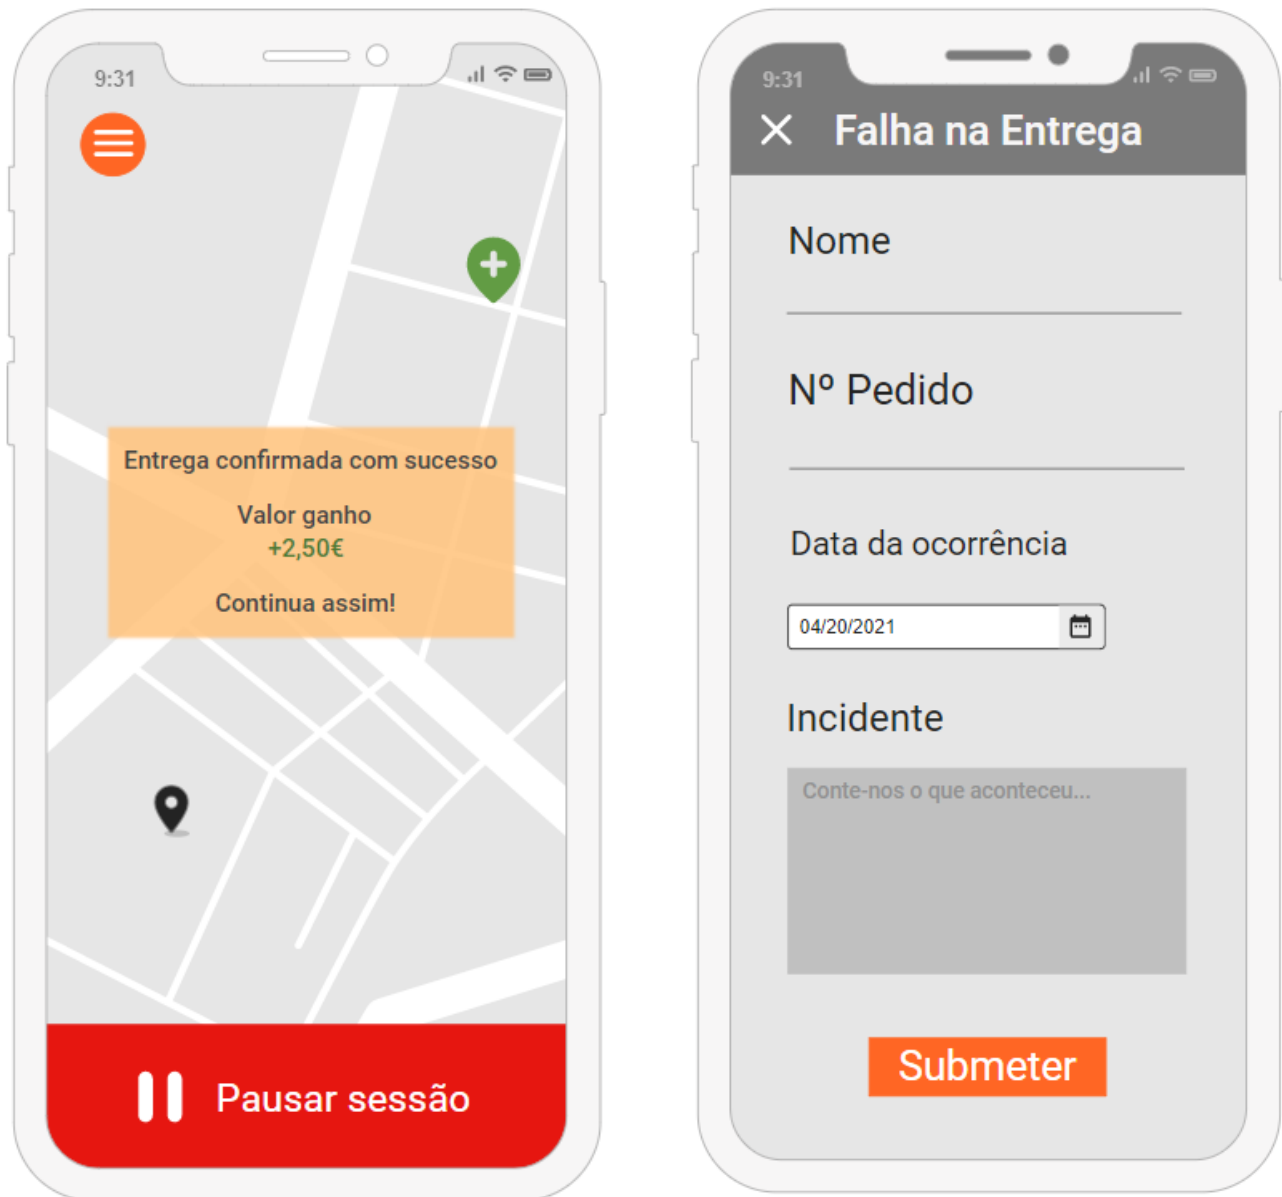 9:31
Entrega confirmada com sucesso
Valor ganho
+2,50€
Continua assim!
Pausar sessão
9:31
Falha na Entrega
Nome
Nº Pedido
Data da ocorrência
04/20/2021
Incidente
Conte-nos o que aconteceu...
Submeter